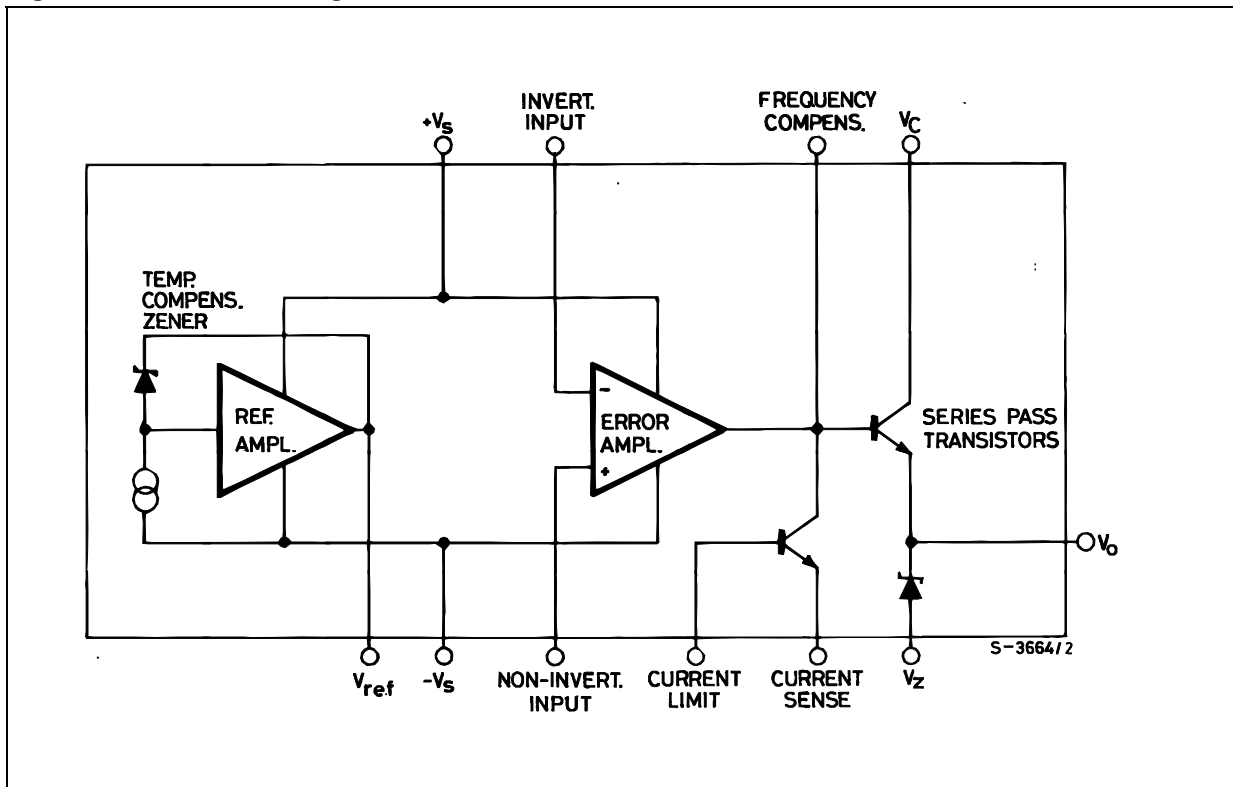 +VS
INVERT.
INPUT
FREQUENCY
COMPENS.
VC
TEMP.
COMPENS.
ZENER
REF.
AMPL.
-
ERROR
AMPL.
+
SERIES PASS
TRANSISTORS
Vo
S-3664/2
Vref
-VS
NON-INVERT.
INPUT
CURRENT
LIMIT
CURRENT
SENSE
VZ